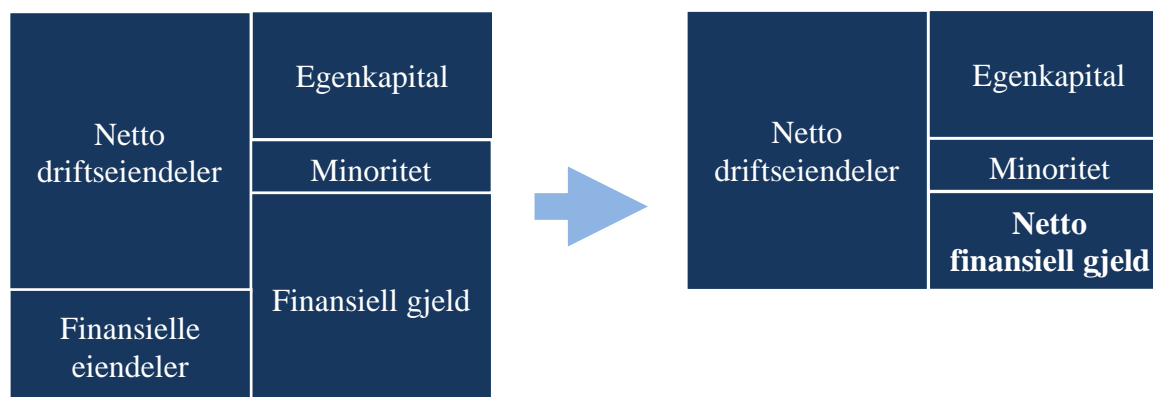 Netto
driftseiendeler
Finansielle
eiendeler
Egenkapital
Minoritet
Finansiell gjeld
Netto
driftseiendeler
Egenkapital
Minoritet
Netto
finansiell gjeld